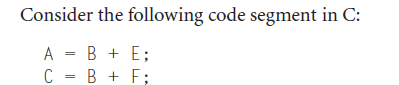 Consider the following code segment in C:
A = B + E;
C = B + F;